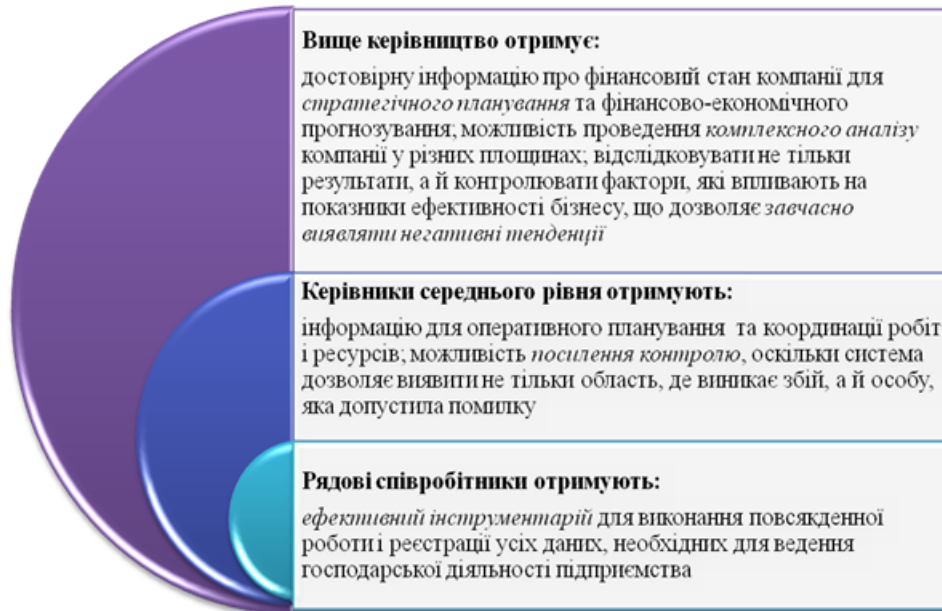 Вище керівництво отримує:
достовірну інформацію про фінансовий стан компанії для
стратегічного планування та фінансово-економічного
прогнозування; можливість проведення комплексного аналізу
компанії у різних площинах; відслідковувати не тільки
результати, а й контролювати фактори, які впливають на
показники ефективності бізнесу, що дозволяє завчасно
виявляти негативні тенденції
Керівники середнього рівня отримують:
інформацію для оперативного планування та координації робіт
і ресурсів; можливість посилення контролю, оскільки система
дозволяє виявити не тільки область, де виникає збій, а й особу,
яка допустила помилку
Рядові співробітники отримують:
ефективний інструментарій для виконання повсякденної
роботи і реєстрації усіх даних, необхідних для ведення
господарської діяльності підприємства